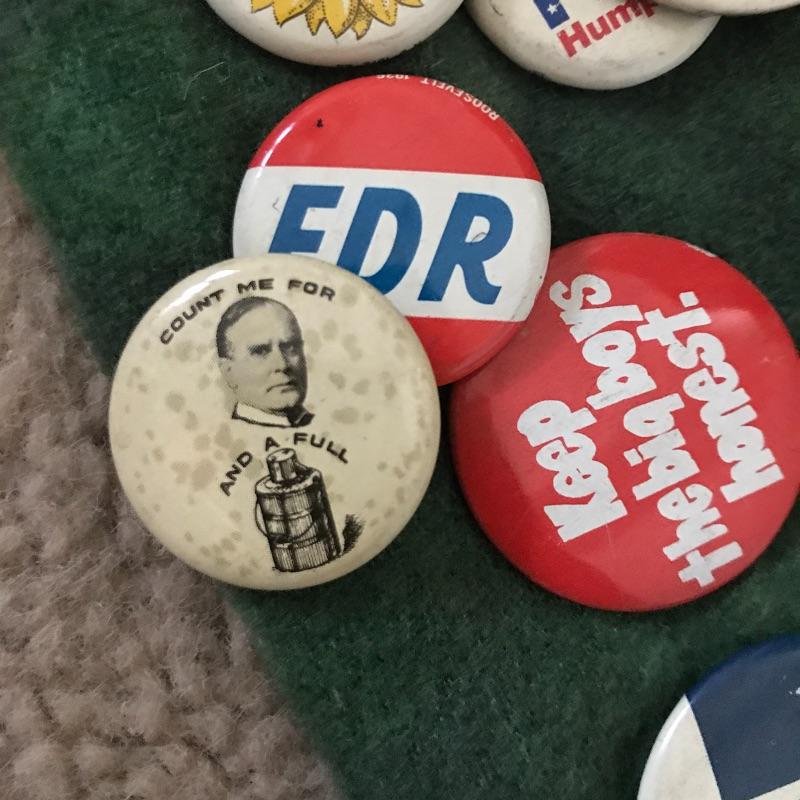 Hump
ROOSEVELT 1936
FDR
COUNT ME FOR
AND A FULL
Keep
the big boys
honest.